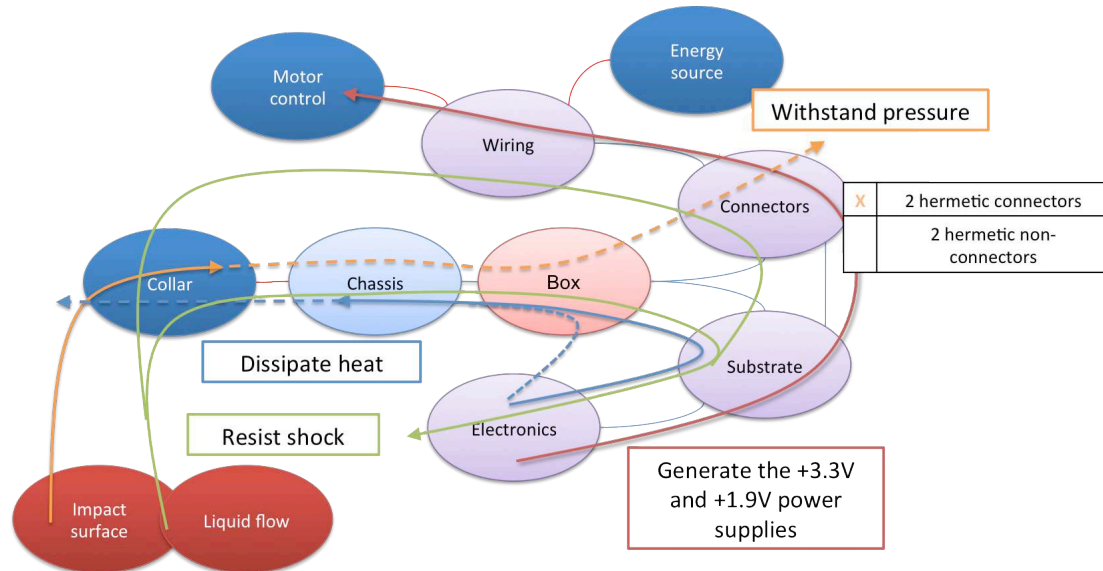 Energy
source
Motor
control
Withstand pressure
Wiring
Connectors
X 2 hermetic connectors
2 hermetic non-
connectors
Collar
Chassis
Box
Dissipate heat
Substrate
Resist shock
Electronics
Generate the +3.3V
and +1.9V power
supplies
Impact
surface
Liquid flow